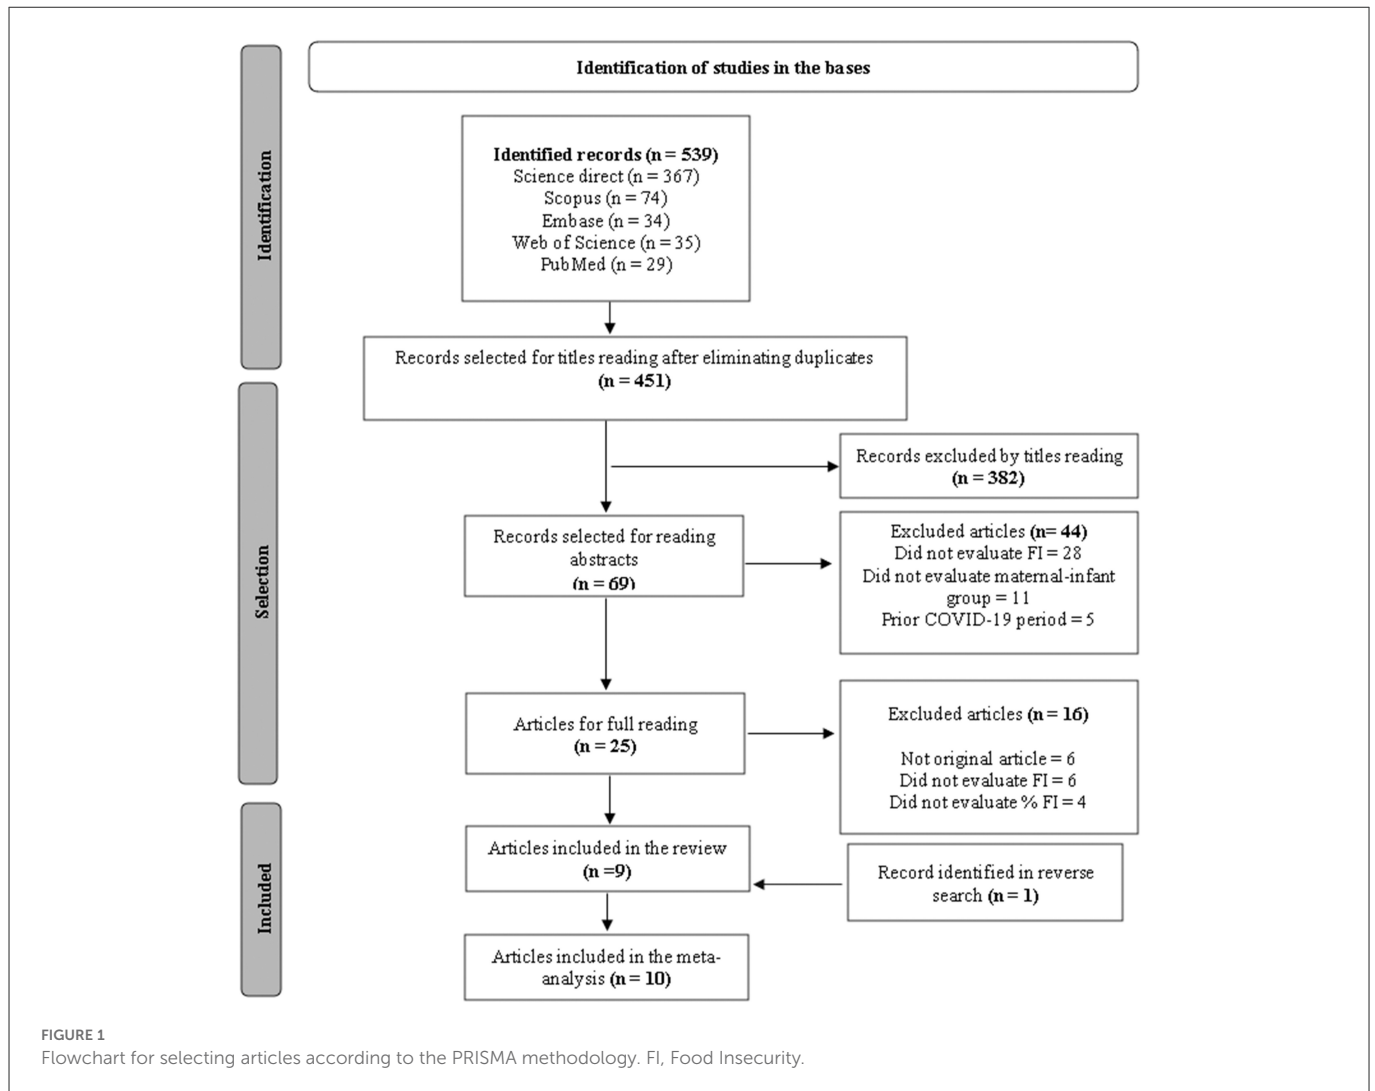 Identification of studies in the bases
Identification
Identified records (n = 539)
Science direct (n = 367)
Scopus (n = 74)
Embase (n = 34)
Web of Science (n = 35)
PubMed (n = 29)
Records selected for titles reading after eliminating duplicates
(n = 451)
Selection
Records excluded by titles reading
(n = 382)
Records selected for reading
abstracts
(n = 69)
Excluded articles (n= 44)
Did not evaluate FI = 28
Did not evaluate maternal-infant
group = 11
Prior COVID-19 period = 5
Articles for full reading
(n = 25)
Excluded articles (n = 16)
Not original article = 6
Did not evaluate FI = 6
Did not evaluate % FI = 4
Included
Articles included in the review
(n =9)
Record identified in reverse
search (n = 1)
Articles included in the meta-
analysis (n = 10)
FIGURE 1
Flowchart for selecting articles according to the PRISMA methodology. FI, Food Insecurity.